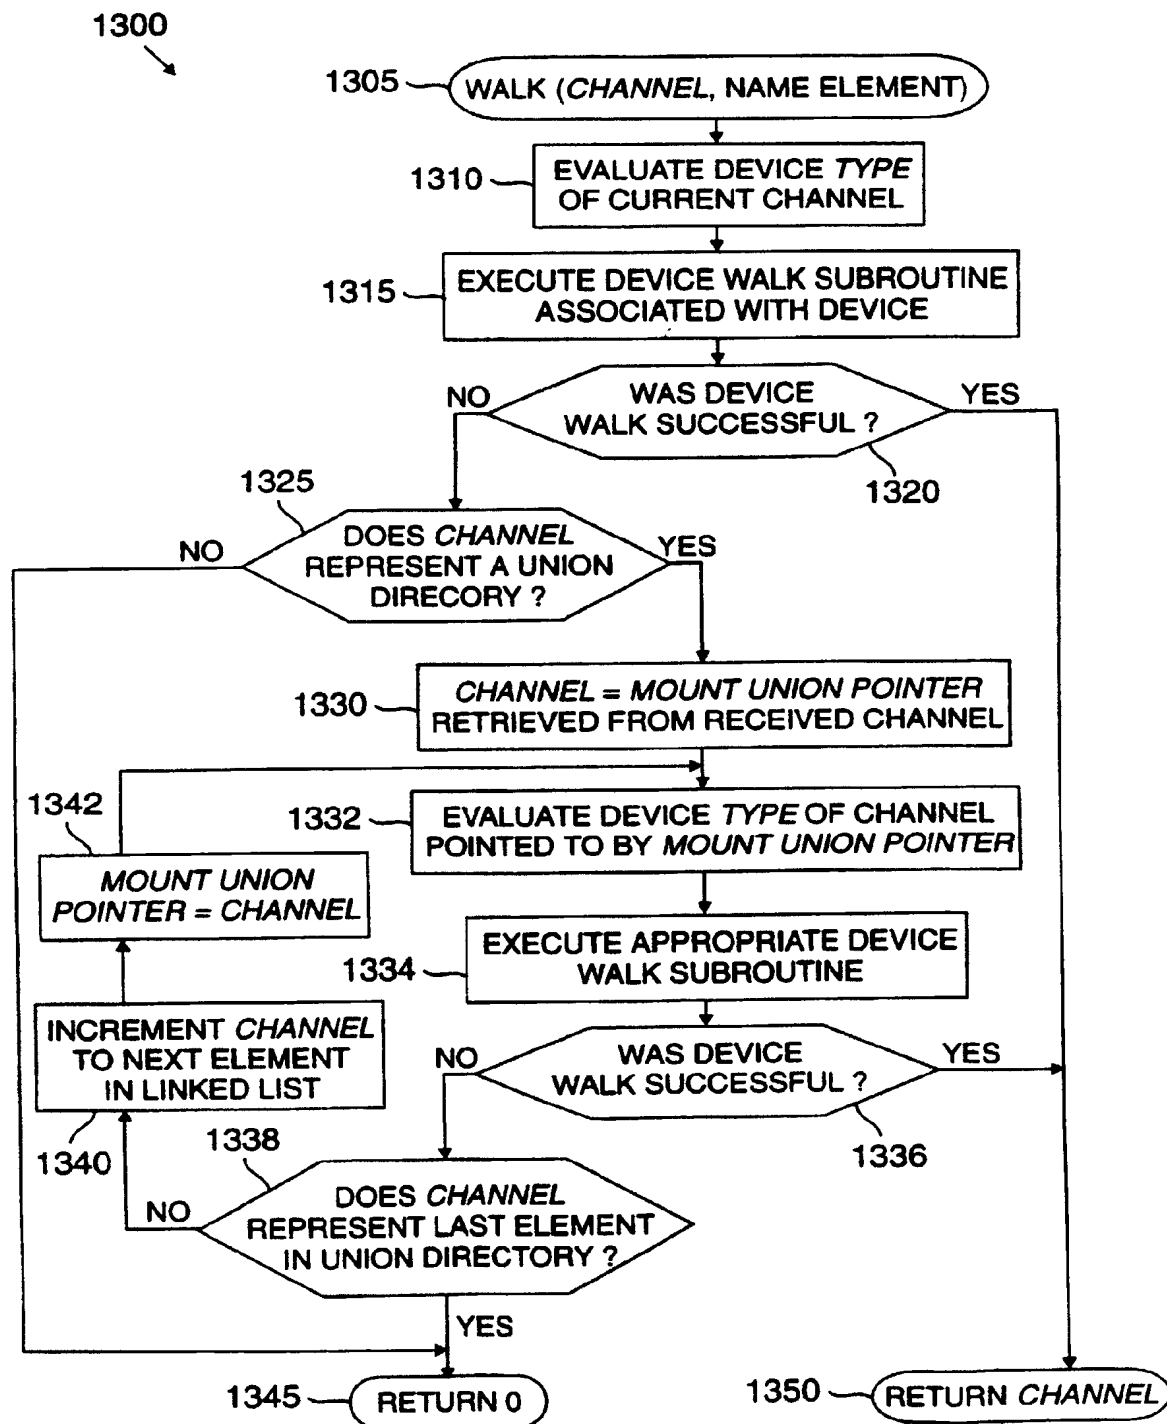 1300
1305
WALK (CHANNEL, NAME ELEMENT)
1310
EVALUATE DEVICE TYPE
OF CURRENT CHANNEL
1315
EXECUTE DEVICE WALK SUBROUTINE
ASSOCIATED WITH DEVICE
NO
WAS DEVICE
WALK SUCCESSFUL ?
YES
1320
1325
NO
DOES CHANNEL
REPRESENT A UNION
DIRECORY ?
YES
1330
CHANNEL = MOUNT UNION POINTER
RETRIEVED FROM RECEIVED CHANNEL
1342
MOUNT UNION
POINTER = CHANNEL
1332
EVALUATE DEVICE TYPE OF CHANNEL
POINTED TO BY MOUNT UNION POINTER
1334
EXECUTE APPROPRIATE DEVICE
WALK SUBROUTINE
INCREMENT CHANNEL
TO NEXT ELEMENT
IN LINKED LIST
1340
NO
WAS DEVICE
WALK SUCCESSFUL ?
YES
1336
1338
NO
DOES CHANNEL
REPRESENT LAST ELEMENT
IN UNION DIRECTORY ?
YES
1345
RETURN 0
1350
RETURN CHANNEL